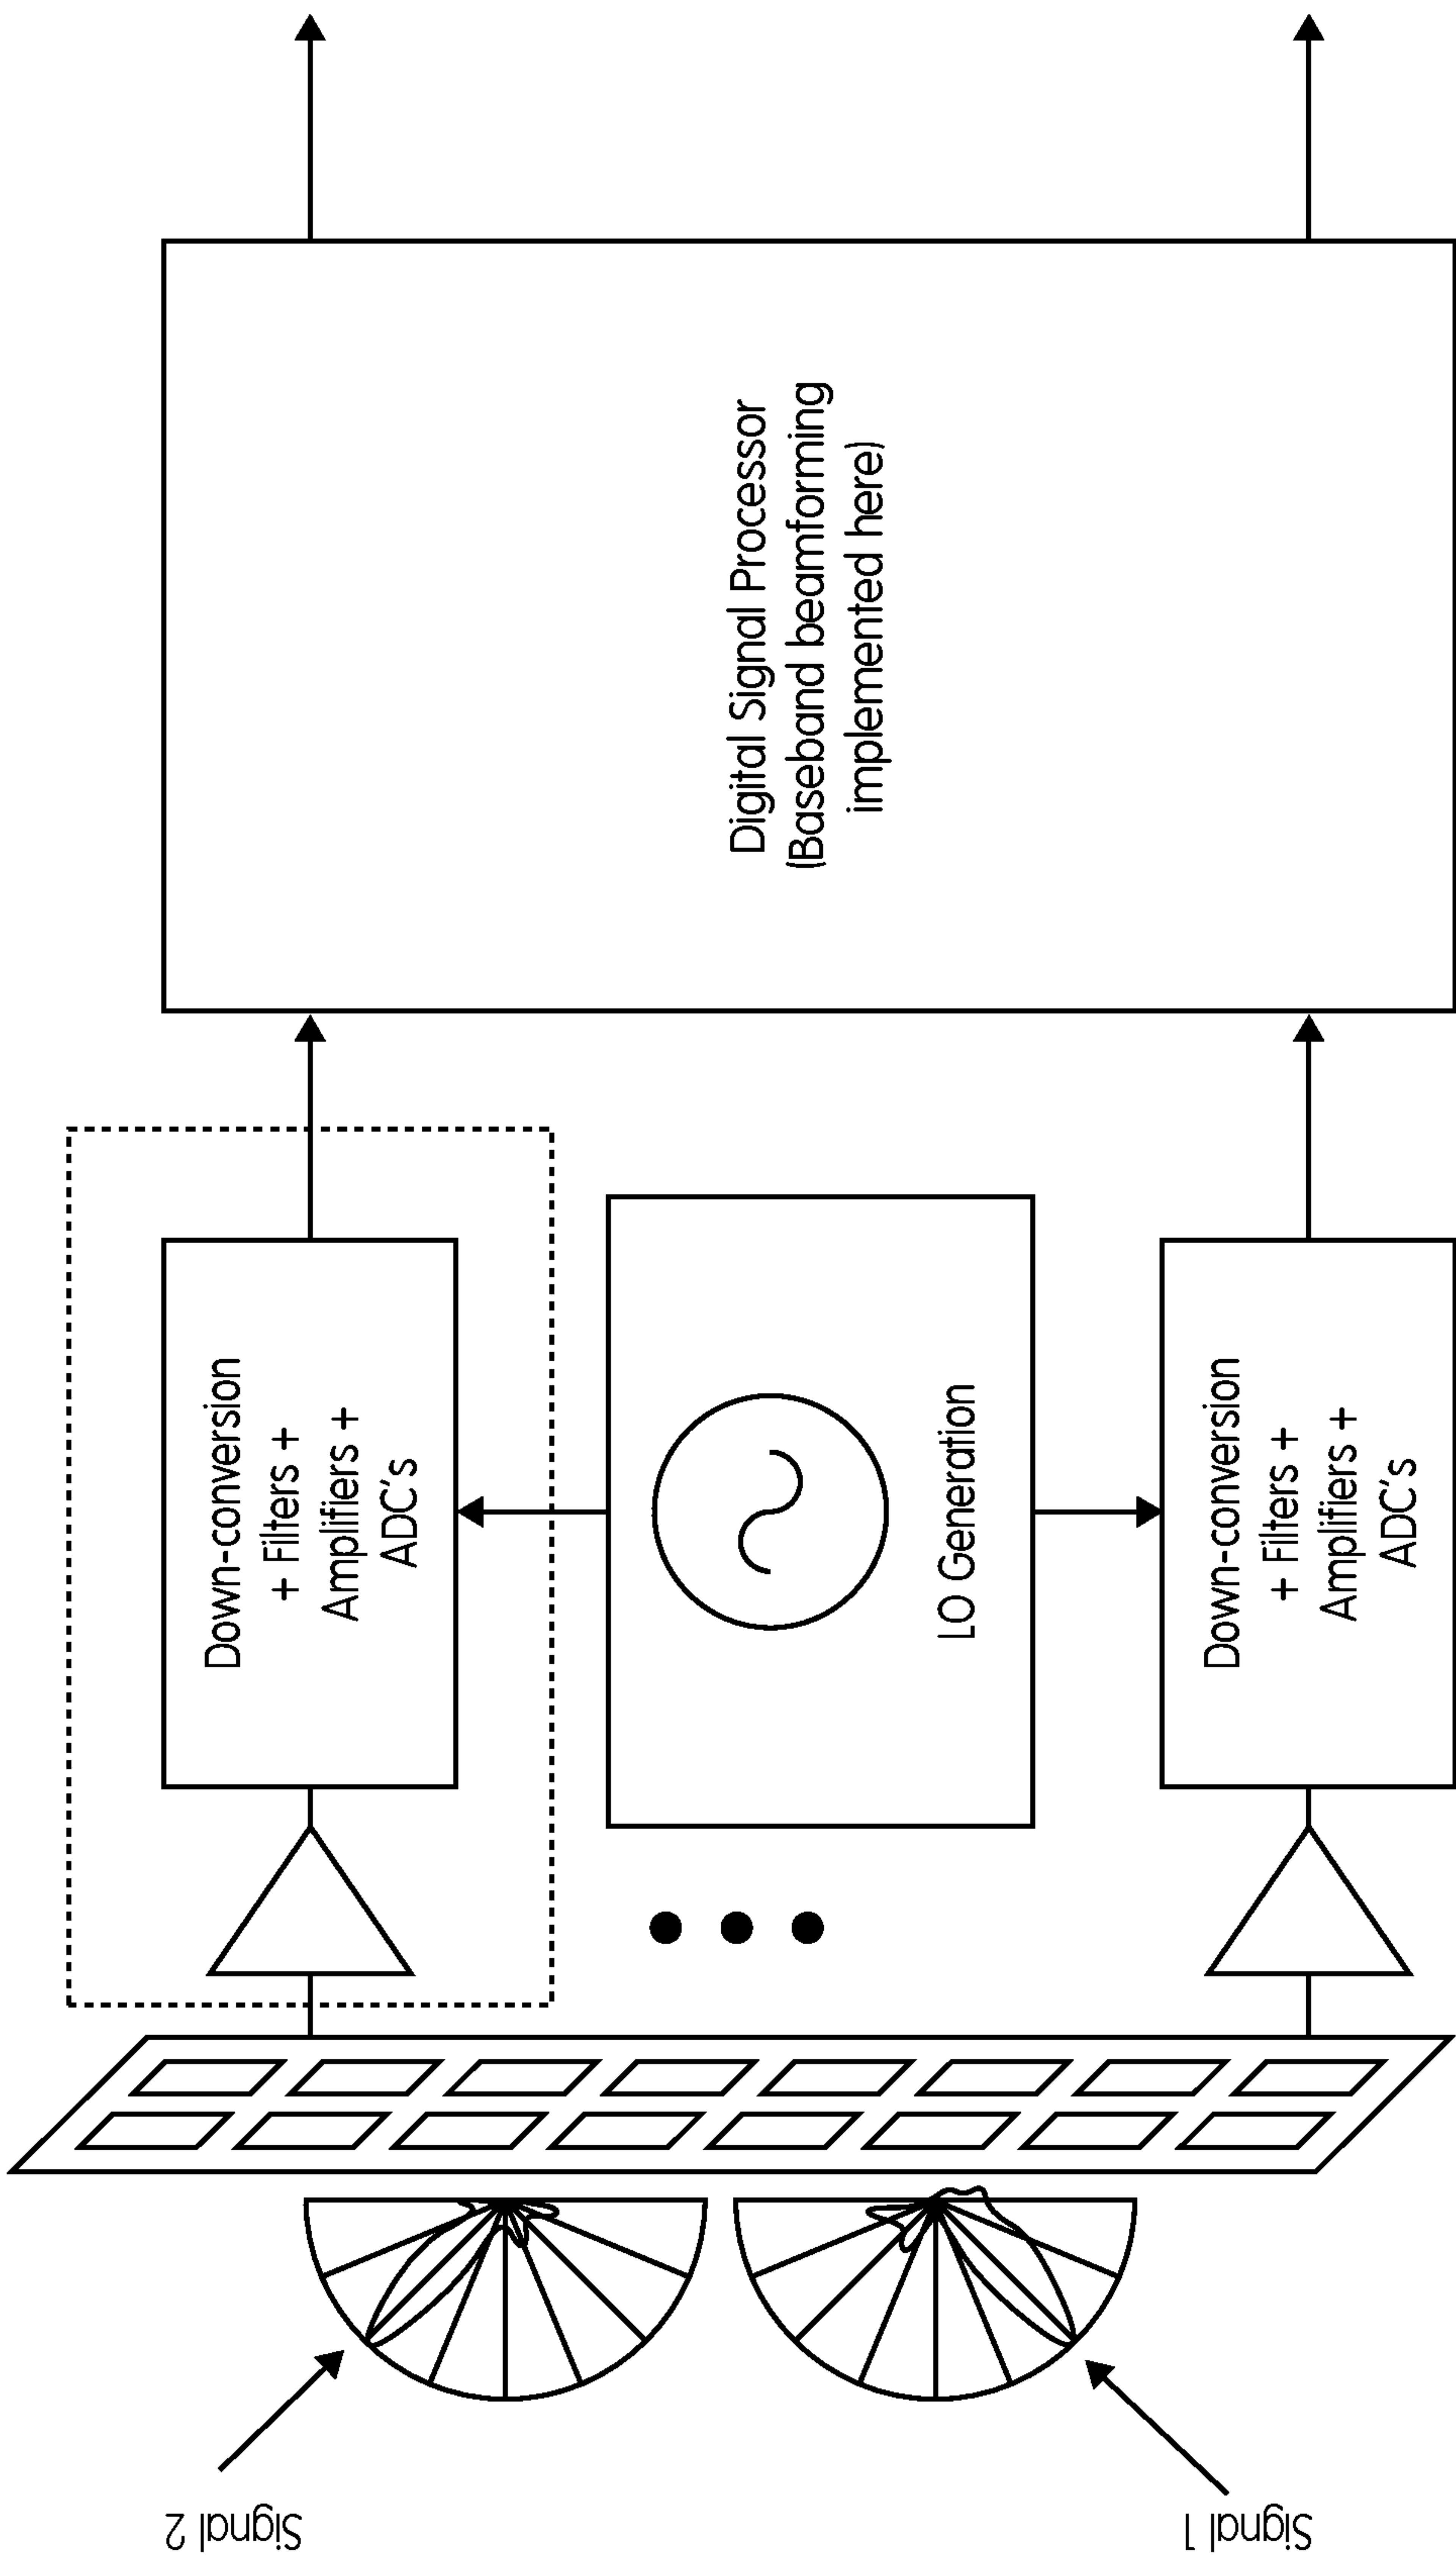 Digital Signal Processor
(Baseband beamforming
implemented here)
Down-conversion
+ Filters +
Amplifiers +
ADC's
LO Generation
Down-conversion
+ Filters +
Amplifiers +
ADC's
Signal 2
Signal 1